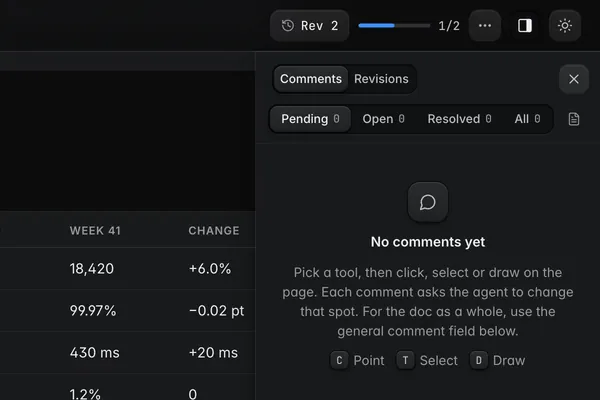 Rev 2 1/2
Comments Revisions
Pending 0 Open 0 Resolved 0 All 0
No comments yet
Pick a tool, then click, select or draw on the
page. Each comment asks the agent to change
that spot. For the doc as a whole, use the
general comment field below.
C Point T Select D Draw
WEEK 41 CHANGE
18,420 +6.0%
99.97% −0.02 pt
430 ms +20 ms
1.2% 0